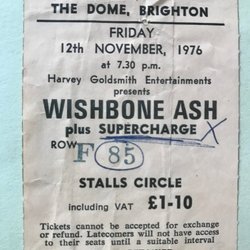 THE DOME, BRIGHTON
FRIDAY
12th NOVEMBER, 1976
at 7.30 p.m.
Harvey Goldsmith Entertainments
presents
WISHBONE ASH
plus SUPERCHARGE X
ROW F 85
STALLS CIRCLE
including VAT £1-10
Tickets cannot be accepted for exchange
or refund. Latecomers will not have access
to their seats until a suitable interval